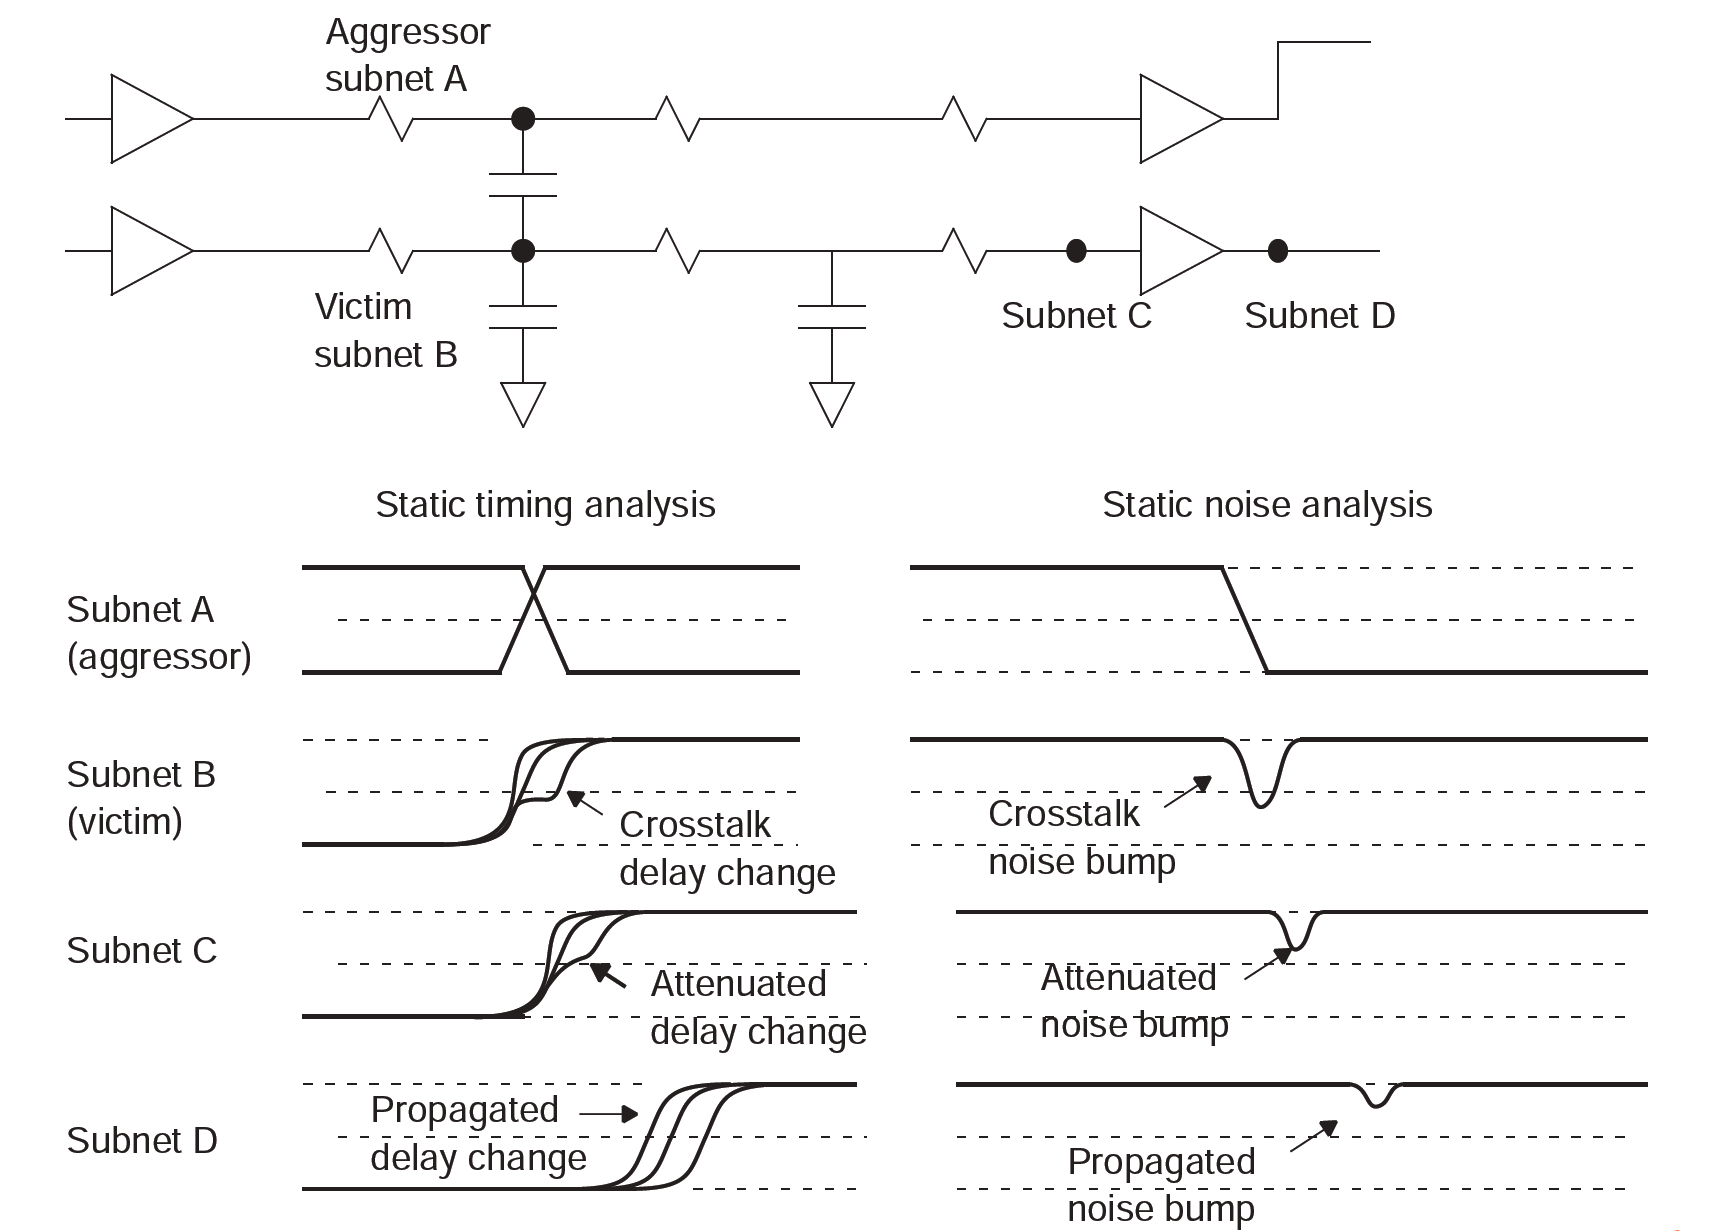 Aggressor
subnet A
Victim
subnet B
Subnet C
Subnet D
Static timing analysis
Static noise analysis
Subnet A
(aggressor)
Subnet B
(victim)
Crosstalk
delay change
Crosstalk
noise bump
Subnet C
Attenuated
delay change
Attenuated
noise bump
Subnet D
Propagated
delay change
Propagated
noise bump